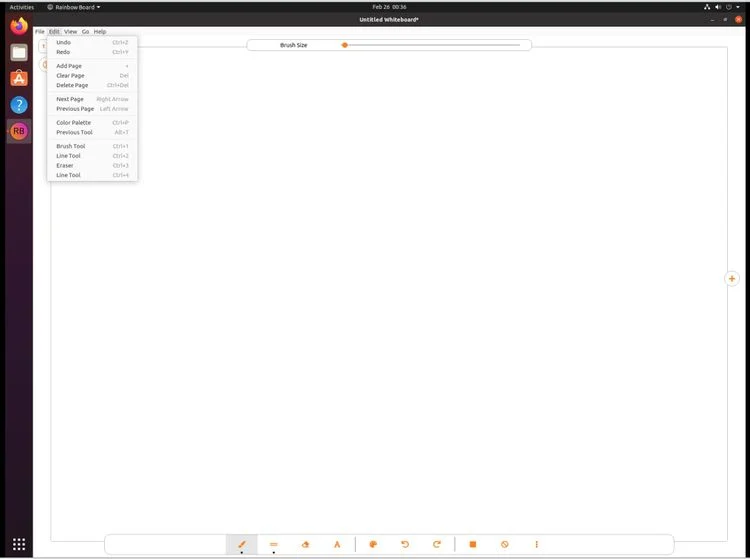 Activities Rainbow Board Feb 26 00:36
Untitled Whiteboard*
File Edit View Go Help
Brush Size
1
Undo Ctrl+Z
Redo Ctrl+Y
Add Page +
Clear Page Del
Delete Page Ctrl+Del
Next Page Right Arrow
Previous Page Left Arrow
Color Palette Ctrl+P
Previous Tool Alt+T
RB
Brush Tool Ctrl+1
Line Tool Ctrl+2
Eraser Ctrl+3
Line Tool Ctrl+4
A